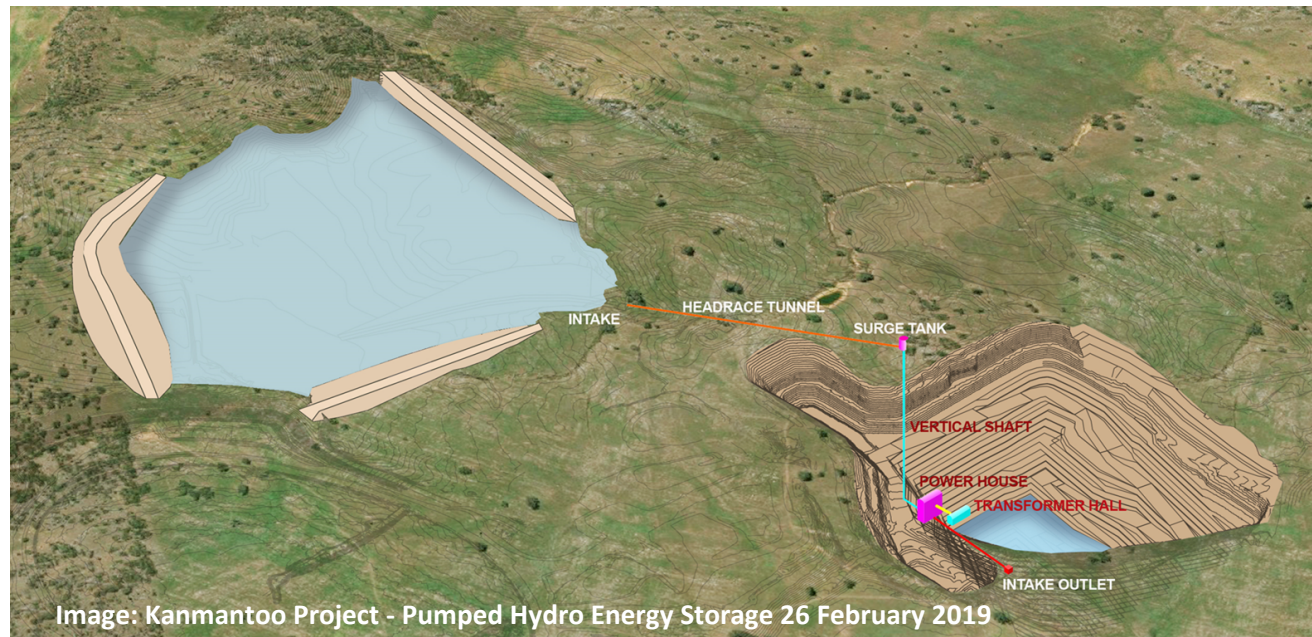 HEADRACE TUNNEL
INTAKE
SURGE TANK
VERTICAL SHAFT
POWER HOUSE
TRANSFORMER HALL
INTAKE OUTLET
Image: Kanmantoo Project - Pumped Hydro Energy Storage 26 February 2019